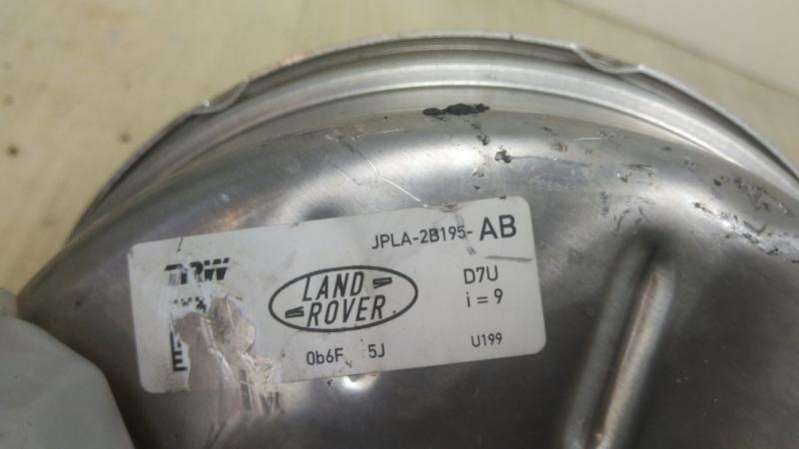 JPLA-2B195-AB
TRW
LAND
ROVER
D7U
i=9
0b6F 5J
U199